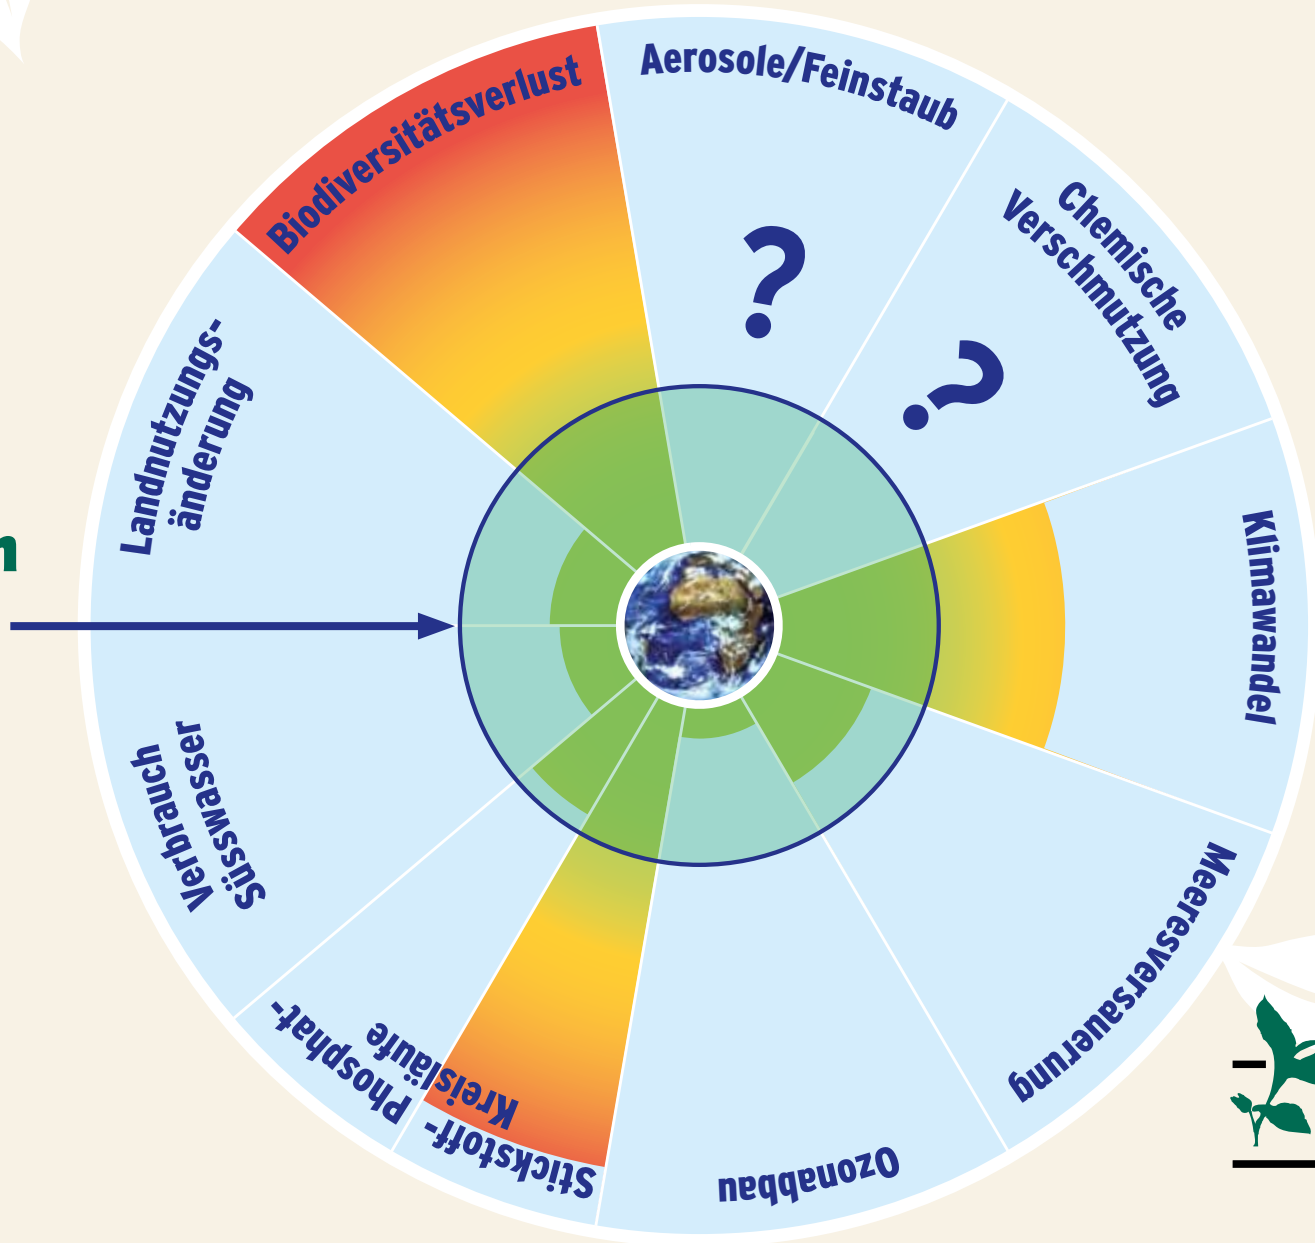 Aerosole/Feinstaub
Chemische
Verschmutzung
Klimawandel
Meeresversauerung
Ozonabbau
Stickstoff-
Phosphat-
Kreisläufe
Süsswasser
Verbrauch
Landnutzungs-
änderung
Biodiversitätsverlust
?
?
n